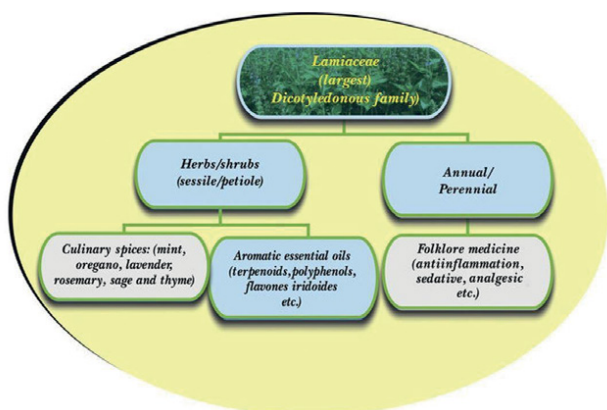 Lamiaceae
(largest)
Dicotyledonous family)
Herbs/shrubs
(sessile/petiole)
Annual/
Perennial
Culinary spices: (mint,
oregano, lavender,
rosemary, sage and thyme)
Aromatic essential oils
(terpenoids,polyphenols,
flavones iridoides
etc.)
Folklore medicine
(antiinflammation,
sedative, analgesic
etc.)